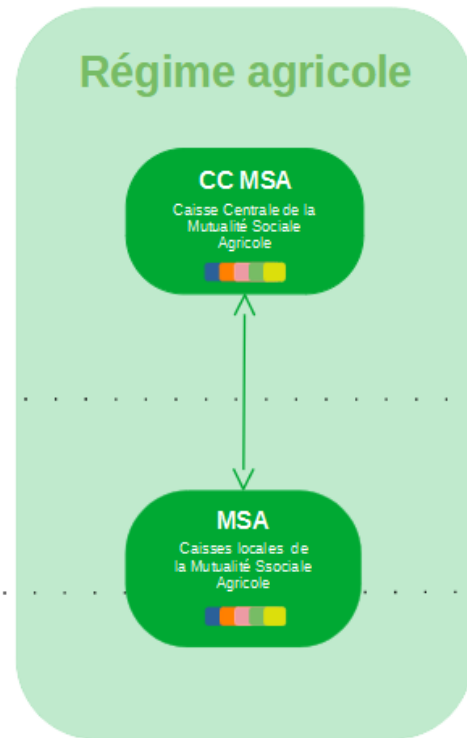 Régime agricole
CC MSA
Caisse Centrale de la
Mutualité Sociale
Agricole
MSA
Caisses locales de
la Mutualité Ssociale
Agricole